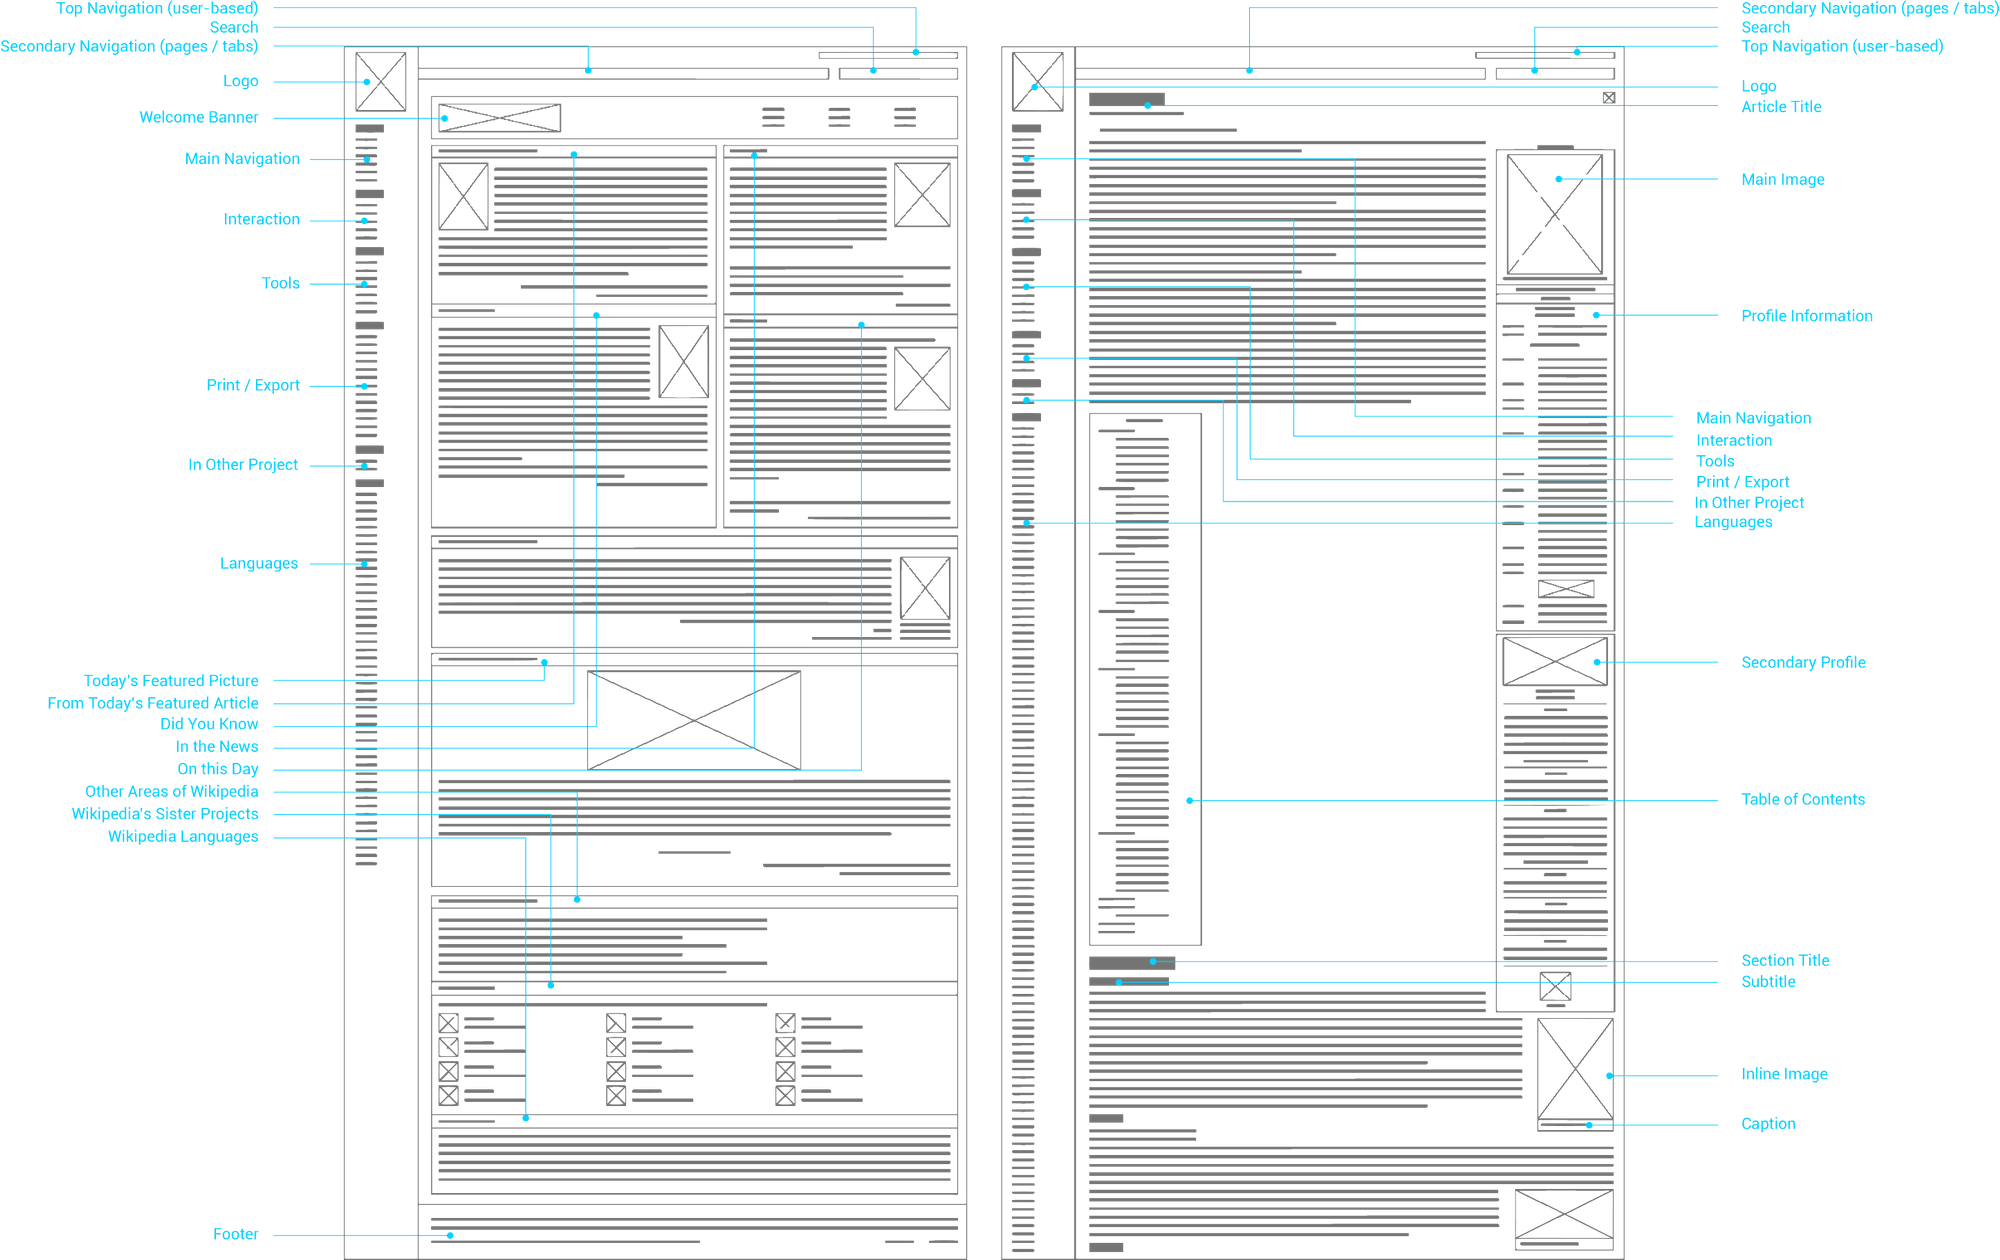 Top Navigation (user-based)
Search
Secondary Navigation (pages / tabs)
Logo
Welcome Banner
Main Navigation
Interaction
Tools
Print / Export
In Other Project
Languages
Today's Featured Picture
From Today's Featured Article
Did You Know
In the News
On this Day
Other Areas of Wikipedia
Wikipedia's Sister Projects
Wikipedia Languages
Footer
Secondary Navigation (pages / tabs)
Search
Top Navigation (user-based)
Logo
Article Title
Main Image
Profile Information
Main Navigation
Interaction
Tools
Print / Export
In Other Project
Languages
Secondary Profile
Table of Contents
Section Title
Subtitle
Inline Image
Caption